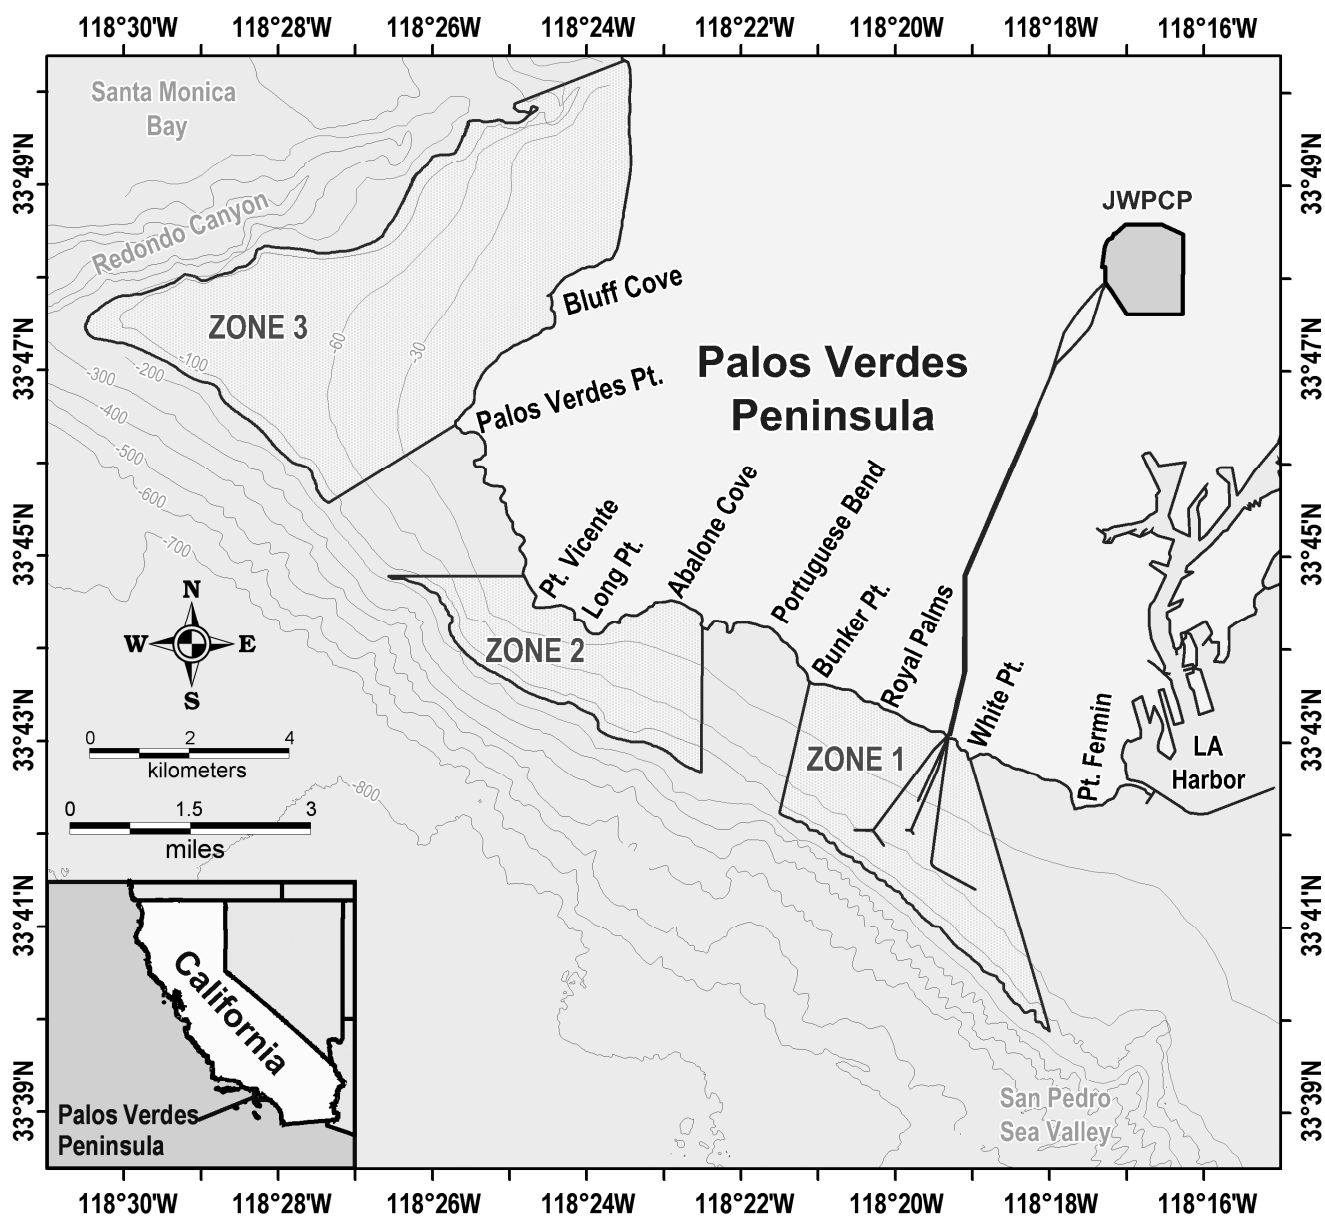 118°30'W 118°28'W 118°26'W 118°24'W 118°22'W 118°20'W 118°18'W 118°16'W
Santa Monica
Bay
33°49'N
33°49'N
JWPCP
Redondo Canyon
Bluff Cove
ZONE 3
-60
-30
33°47'N
33°47'N
Palos Verdes
Peninsula
-100
-200
-300
-400
-500
-600
-700
Palos Verdes Pt.
33°45'N
33°45'N
Pt. Vicente
Long Pt.
Abalone Cove
Portuguese Bend
Bunker Pt.
Royal Palms
White Pt.
Pt. Fermin
N
W E
S
ZONE 2
33°43'N
33°43'N
ZONE 1
LA
Harbor
0 2 4
kilometers
-800
0 1.5 3
miles
33°41'N
33°41'N
California
Palos Verdes
Peninsula
33°39'N
33°39'N
San Pedro
Sea Valley
118°30'W 118°28'W 118°26'W 118°24'W 118°22'W 118°20'W 118°18'W 118°16'W